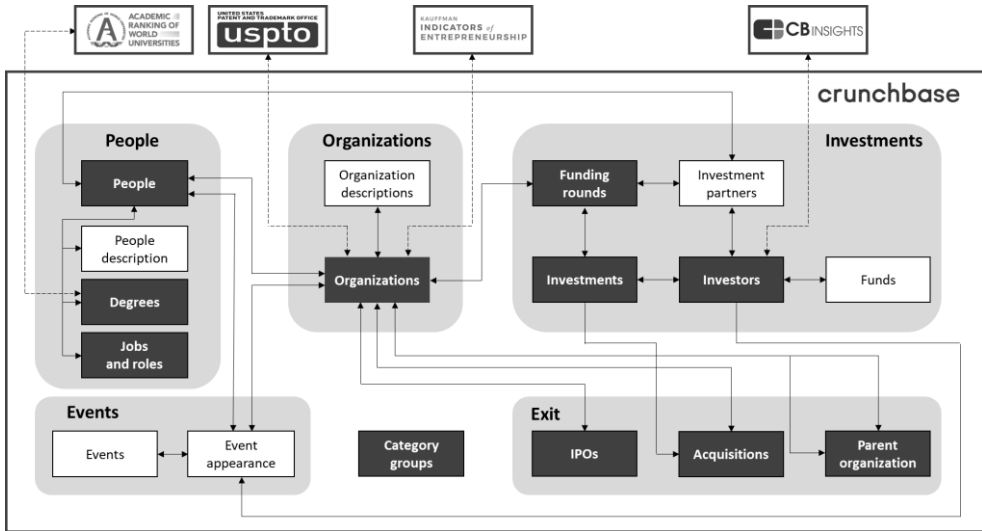 ACADEMIC
RANKING OF
WORLD
UNIVERSITIES
UNITED STATES
PATENT AND TRADEMARK OFFICE
uspto
KAUFFMAN
INDICATORS of
ENTREPRENEURSHIP
CBINSIGHTS
crunchbase
People
People
People
description
Degrees
Jobs
and roles
Organizations
Organization
descriptions
Organizations
Investments
Funding
rounds
Investment
partners
Investments
Investors
Funds
Events
Events
Event
appearance
Category
groups
Exit
IPOs
Acquisitions
Parent
organization